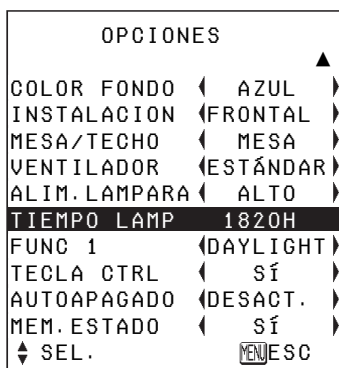 OPCIONES
COLOR FONDO AZUL
INSTALACION FRONTAL
MESA/TECHO MESA
VENTILADOR ESTÁNDAR
ALIM.LAMPARA ALTO
TIEMPO LAMP 1820H
FUNC 1 DAYLIGHT
TECLA CTRL SÍ
AUTOAPAGADO DESACT.
MEM.ESTADO SÍ
SEL. MENU ESC